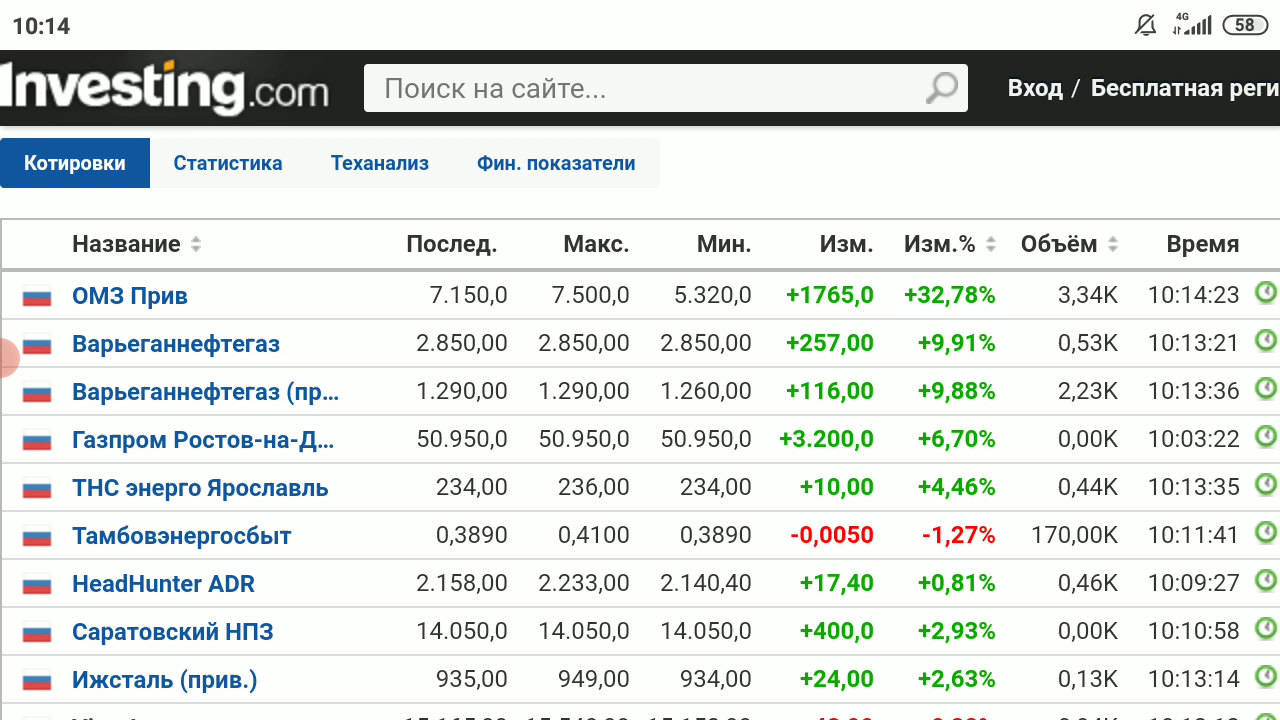 10:14 4G 58
Investing.com Поиск на сайте... Вход / Бесплатная реги
Котировки Статистика Теханализ Фин. показатели
Название Послед. Макс. Мин. Изм. Изм.% Объём Время
ОМЗ Прив 7.150,0 7.500,0 5.320,0 +1765,0 +32,78% 3,34K 10:14:23
Варьеганнефтегаз 2.850,00 2.850,00 2.850,00 +257,00 +9,91% 0,53K 10:13:21
Варьеганнефтегаз (пр... 1.290,00 1.290,00 1.260,00 +116,00 +9,88% 2,23K 10:13:36
Газпром Ростов-на-Д... 50.950,0 50.950,0 50.950,0 +3.200,0 +6,70% 0,00K 10:03:22
ТНС энерго Ярославль 234,00 236,00 234,00 +10,00 +4,46% 0,44K 10:13:35
Тамбовэнергосбыт 0,3890 0,4100 0,3890 -0,0050 -1,27% 170,00K 10:11:41
HeadHunter ADR 2.158,00 2.233,00 2.140,40 +17,40 +0,81% 0,46K 10:09:27
Саратовский НПЗ 14.050,0 14.050,0 14.050,0 +400,0 +2,93% 0,00K 10:10:58
Ижсталь (прив.) 935,00 949,00 934,00 +24,00 +2,63% 0,13K 10:13:14